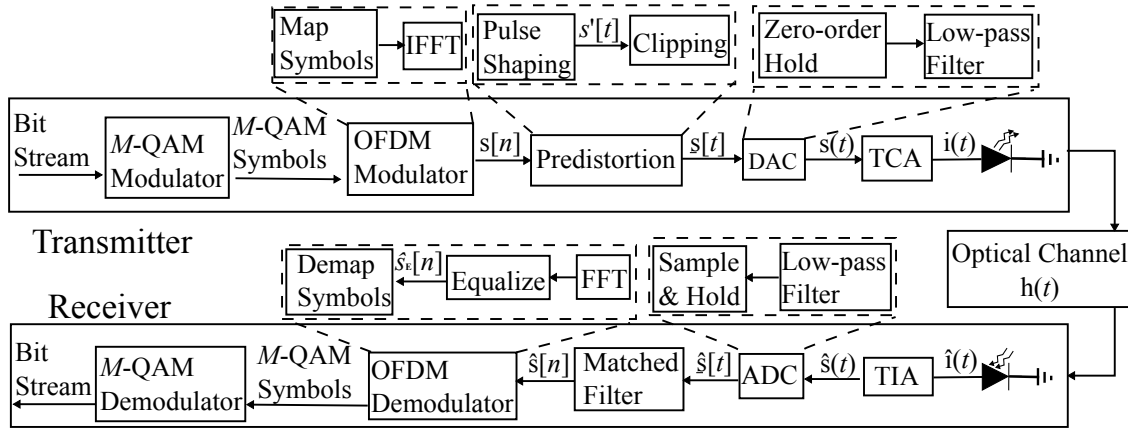 Map
Symbols
IFFT
Pulse
Shaping
s'[t]
Clipping
Zero-order
Hold
Low-pass
Filter
Bit
Stream
M-QAM
Modulator
M-QAM
Symbols
OFDM
Modulator
s[n]
Predistortion
s[t]
DAC
s(t)
TCA
i(t)
Transmitter
Optical Channel
h(t)
Receiver
Demap
Symbols
ŝ_E[n]
Equalize
FFT
Sample
& Hold
Low-pass
Filter
Bit
Stream
M-QAM
Demodulator
M-QAM
Symbols
OFDM
Demodulator
ŝ[n]
Matched
Filter
ŝ[t]
ADC
ŝ(t)
TIA
î(t)